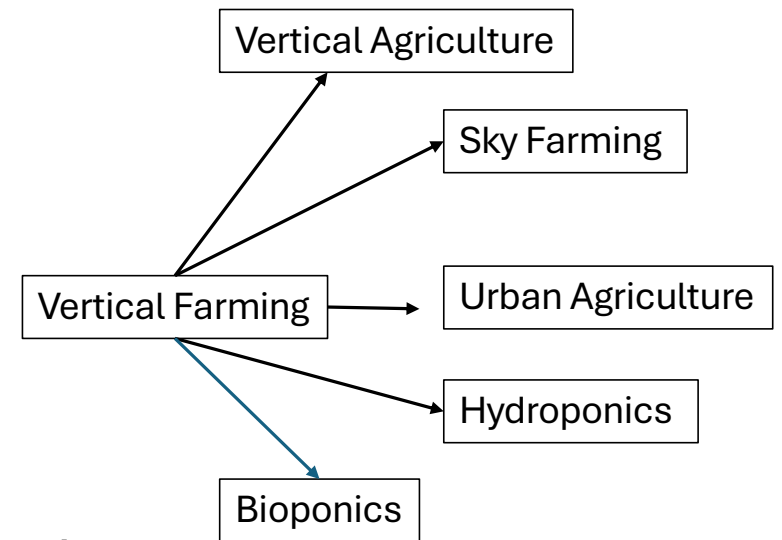 Vertical Agriculture
Sky Farming
Urban Agriculture
Vertical Farming
Hydroponics
Bioponics